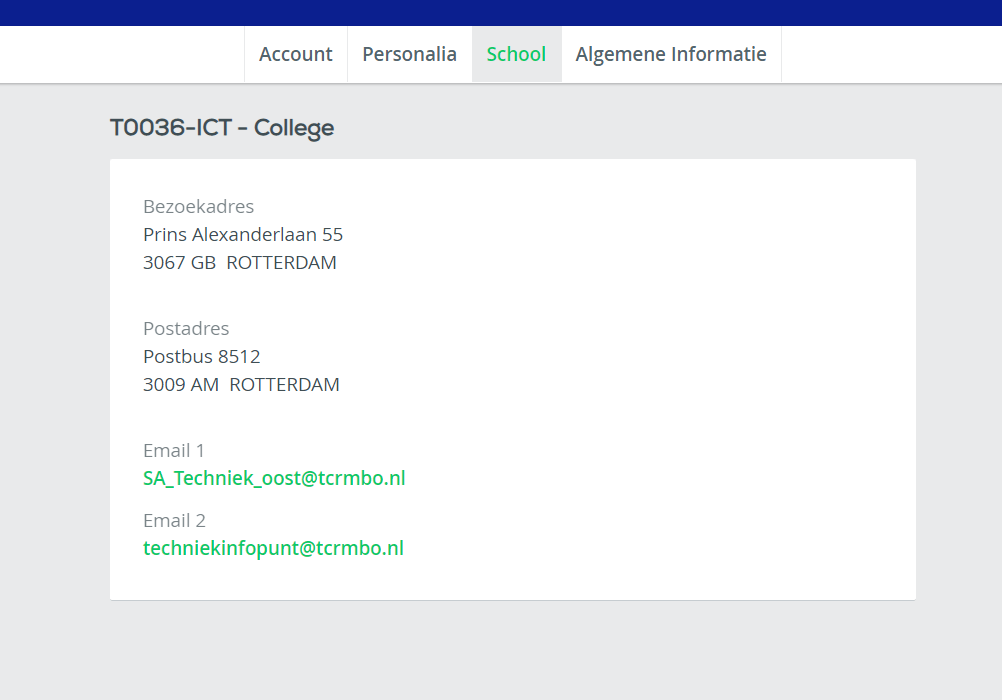 Account Personalia School Algemene Informatie
T0036-ICT - College
Bezoekadres
Prins Alexanderlaan 55
3067 GB  ROTTERDAM
Postadres
Postbus 8512
3009 AM  ROTTERDAM
Email 1
SA_Techniek_oost@tcrmbo.nl
Email 2
techniekinfopunt@tcrmbo.nl